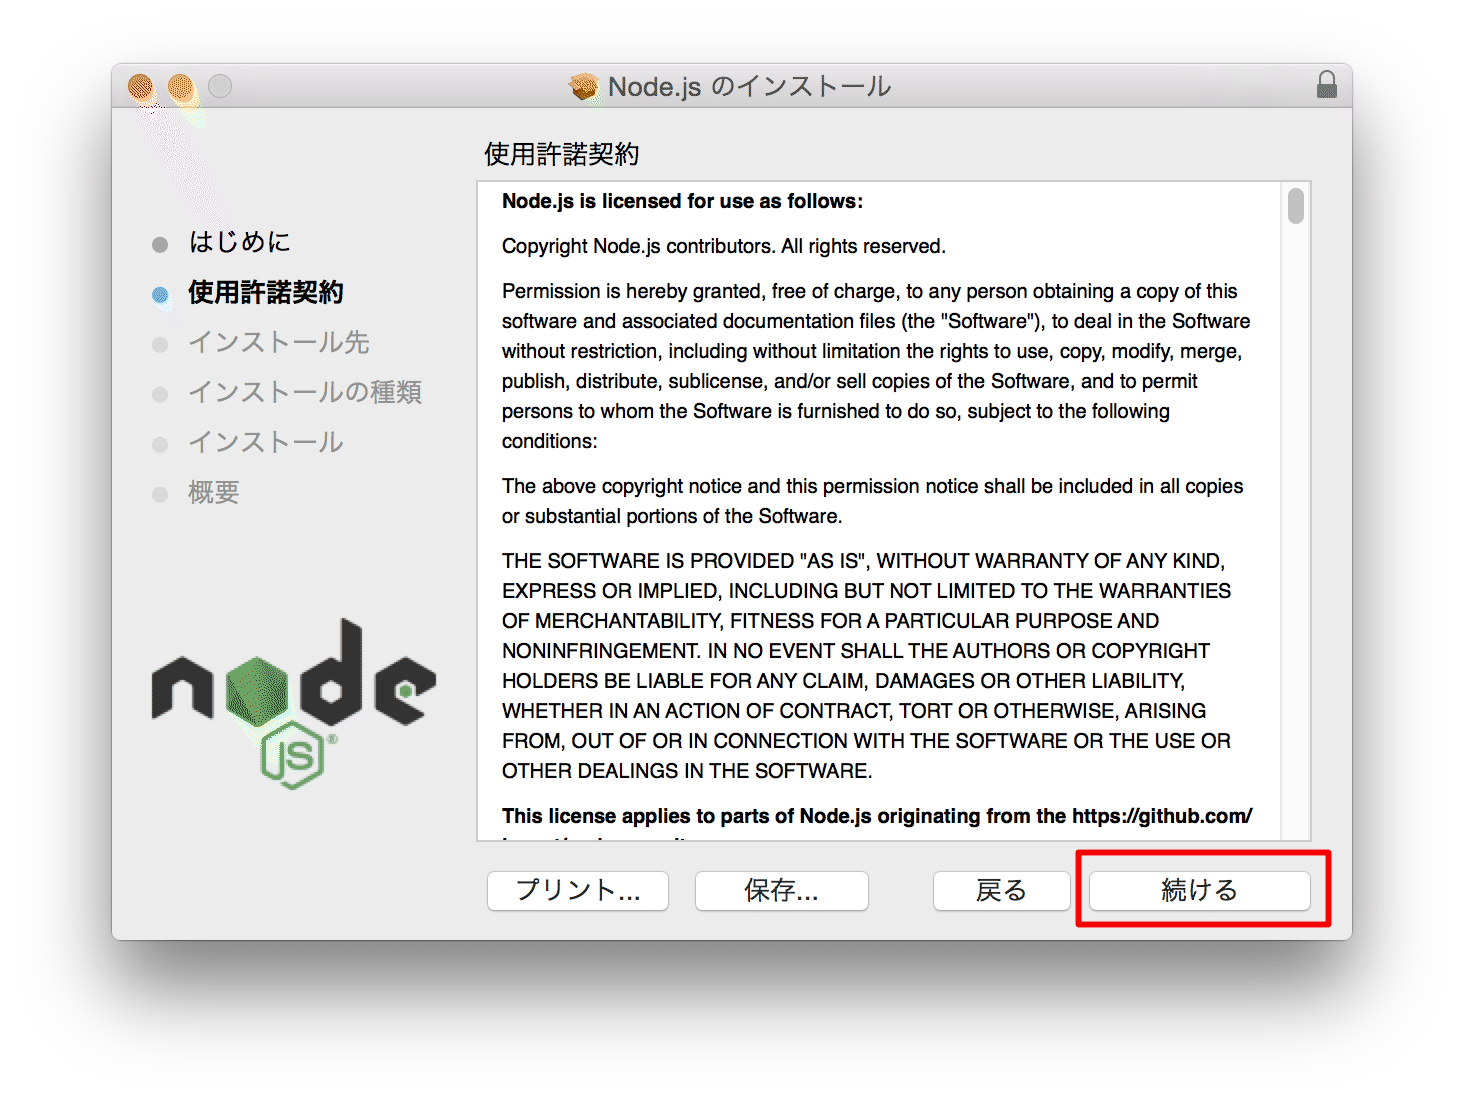 Node.js のインストール
使用許諾契約
はじめに
使用許諾契約
インストール先
インストールの種類
インストール
概要
node
JS®
Node.js is licensed for use as follows:
Copyright Node.js contributors. All rights reserved.
Permission is hereby granted, free of charge, to any person obtaining a copy of this
software and associated documentation files (the "Software"), to deal in the Software
without restriction, including without limitation the rights to use, copy, modify, merge,
publish, distribute, sublicense, and/or sell copies of the Software, and to permit
persons to whom the Software is furnished to do so, subject to the following
conditions:
The above copyright notice and this permission notice shall be included in all copies
or substantial portions of the Software.
THE SOFTWARE IS PROVIDED "AS IS", WITHOUT WARRANTY OF ANY KIND,
EXPRESS OR IMPLIED, INCLUDING BUT NOT LIMITED TO THE WARRANTIES
OF MERCHANTABILITY, FITNESS FOR A PARTICULAR PURPOSE AND
NONINFRINGEMENT. IN NO EVENT SHALL THE AUTHORS OR COPYRIGHT
HOLDERS BE LIABLE FOR ANY CLAIM, DAMAGES OR OTHER LIABILITY,
WHETHER IN AN ACTION OF CONTRACT, TORT OR OTHERWISE, ARISING
FROM, OUT OF OR IN CONNECTION WITH THE SOFTWARE OR THE USE OR
OTHER DEALINGS IN THE SOFTWARE.
This license applies to parts of Node.js originating from the https://github.com/
プリント...
保存...
戻る
続ける